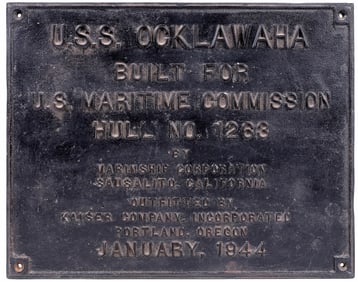 U.S.S. OCKLAWAHA
BUILT FOR
U.S. MARITIME COMMISSION
HULL NO. 1263
BY
MARINSHIP CORPORATION
SAUSALITO, CALIFORNIA
OUTFITTED BY
KAISER COMPANY, INCORPORATED
PORTLAND, OREGON
JANUARY, 1944